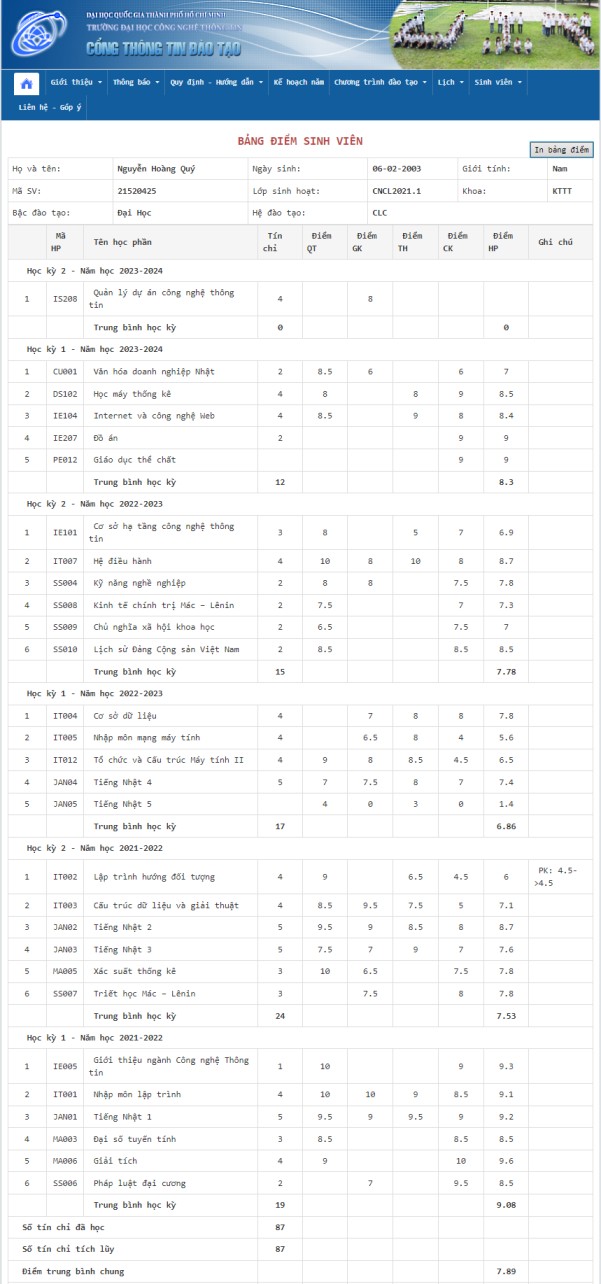 ĐẠI HỌC QUỐC GIA THÀNH PHỐ HỒ CHÍ MINH
TRƯỜNG ĐẠI HỌC CÔNG NGHỆ THÔNG TIN
CỔNG THÔNG TIN ĐÀO TẠO
Giới thiệu Thông báo Quy định - Hướng dẫn Kế hoạch năm Chương trình đào tạo Lịch Sinh viên
Liên hệ - Góp ý
BẢNG ĐIỂM SINH VIÊN
In bảng điểm
Họ và tên: Nguyễn Hoàng Quý Ngày sinh: 06-02-2003 Giới tính: Nam
Mã SV: 21520425 Lớp sinh hoạt: CNCL2021.1 Khoa: KTTT
Bậc đào tạo: Đại Học Hệ đào tạo: CLC
Mã HP Tên học phần Tín chỉ Điểm QT Điểm GK Điểm TH Điểm CK Điểm HP Ghi chú
Học kỳ 2 - Năm học 2023-2024
1 IS208 Quản lý dự án công nghệ thông tin 4 8
Trung bình học kỳ 0 0
Học kỳ 1 - Năm học 2023-2024
1 CU001 Văn hóa doanh nghiệp Nhật 2 8.5 6 6 7
2 DS102 Học máy thống kê 4 8 8 9 8.5
3 IE104 Internet và công nghệ Web 4 8.5 9 8 8.4
4 IE207 Đồ án 2 9 9
5 PE012 Giáo dục thể chất 9 9
Trung bình học kỳ 12 8.3
Học kỳ 2 - Năm học 2022-2023
1 IE101 Cơ sở hạ tầng công nghệ thông tin 3 8 5 7 6.9
2 IT007 Hệ điều hành 4 10 8 10 8 8.7
3 SS004 Kỹ năng nghề nghiệp 2 8 8 7.5 7.8
4 SS008 Kinh tế chính trị Mác – Lênin 2 7.5 7 7.3
5 SS009 Chủ nghĩa xã hội khoa học 2 6.5 7.5 7
6 SS010 Lịch sử Đảng Cộng sản Việt Nam 2 8.5 8.5 8.5
Trung bình học kỳ 15 7.78
Học kỳ 1 - Năm học 2022-2023
1 IT004 Cơ sở dữ liệu 4 7 8 8 7.8
2 IT005 Nhập môn mạng máy tính 4 6.5 8 4 5.6
3 IT012 Tổ chức và Cấu trúc Máy tính II 4 9 8 8.5 4.5 6.5
4 JAN04 Tiếng Nhật 4 5 7 7.5 8 7 7.4
5 JAN05 Tiếng Nhật 5 4 0 3 0 1.4
Trung bình học kỳ 17 6.86
Học kỳ 2 - Năm học 2021-2022
1 IT002 Lập trình hướng đối tượng 4 9 6.5 4.5 6 PK: 4.5->4.5
2 IT003 Cấu trúc dữ liệu và giải thuật 4 8.5 9.5 7.5 5 7.1
3 JAN02 Tiếng Nhật 2 5 9.5 9 8.5 8 8.7
4 JAN03 Tiếng Nhật 3 5 7.5 7 9 7 7.6
5 MA005 Xác suất thống kê 3 10 6.5 7.5 7.8
6 SS007 Triết học Mác – Lênin 3 7.5 8 7.8
Trung bình học kỳ 24 7.53
Học kỳ 1 - Năm học 2021-2022
1 IE005 Giới thiệu ngành Công nghệ Thông tin 1 10 9 9.3
2 IT001 Nhập môn lập trình 4 10 10 9 8.5 9.1
3 JAN01 Tiếng Nhật 1 5 9.5 9 9.5 9 9.2
4 MA003 Đại số tuyến tính 3 8.5 8.5 8.5
5 MA006 Giải tích 4 9 10 9.6
6 SS006 Pháp luật đại cương 2 7 9.5 8.5
Trung bình học kỳ 19 9.08
Số tín chỉ đã học 87
Số tín chỉ tích lũy 87
Điểm trung bình chung 7.89